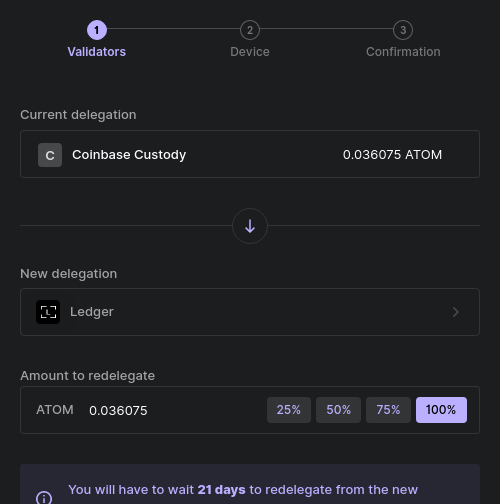 1 2 3
Validators Device Confirmation
Current delegation
C Coinbase Custody 0.036075 ATOM
New delegation
Ledger
Amount to redelegate
ATOM 0.036075 25% 50% 75% 100%
You will have to wait 21 days to redelegate from the new